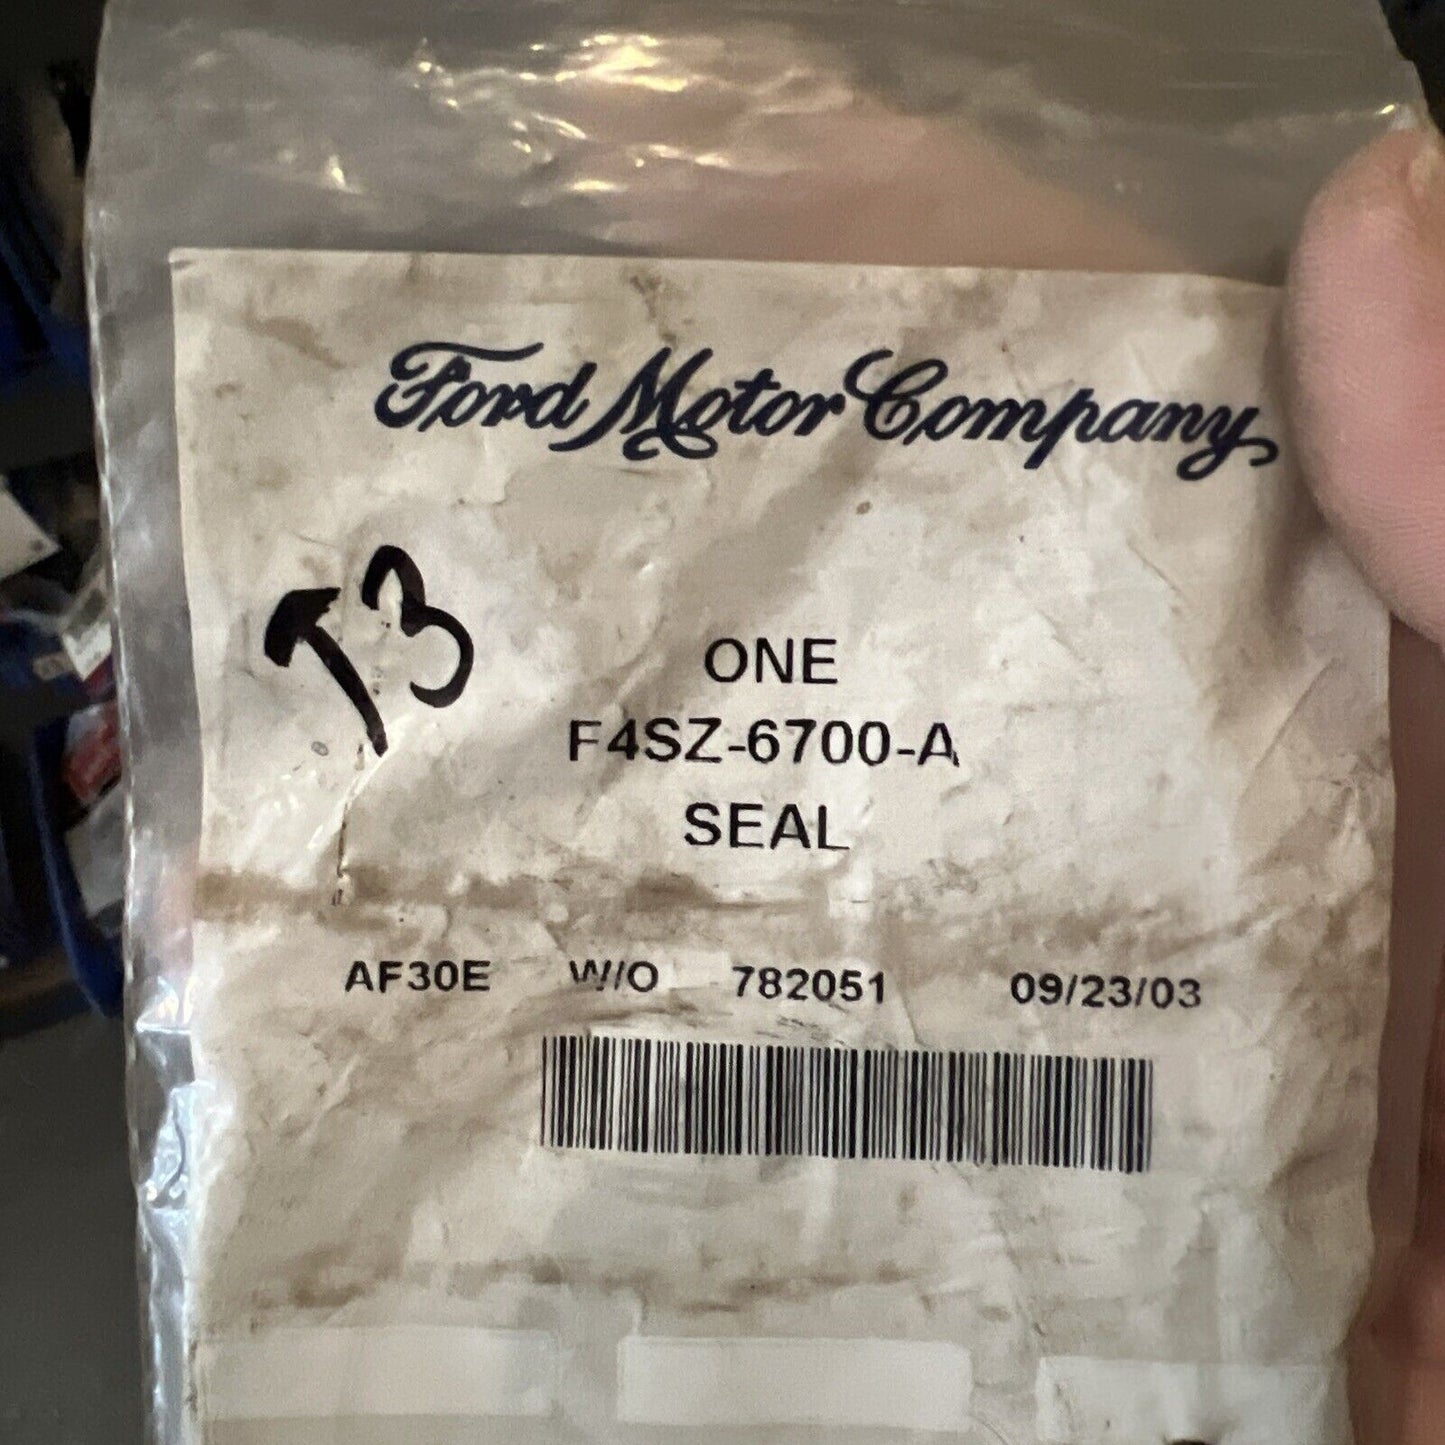 Ford Motor Company
T3
ONE
F4SZ-6700-A
SEAL
AF30E W/O 782051 09/23/03